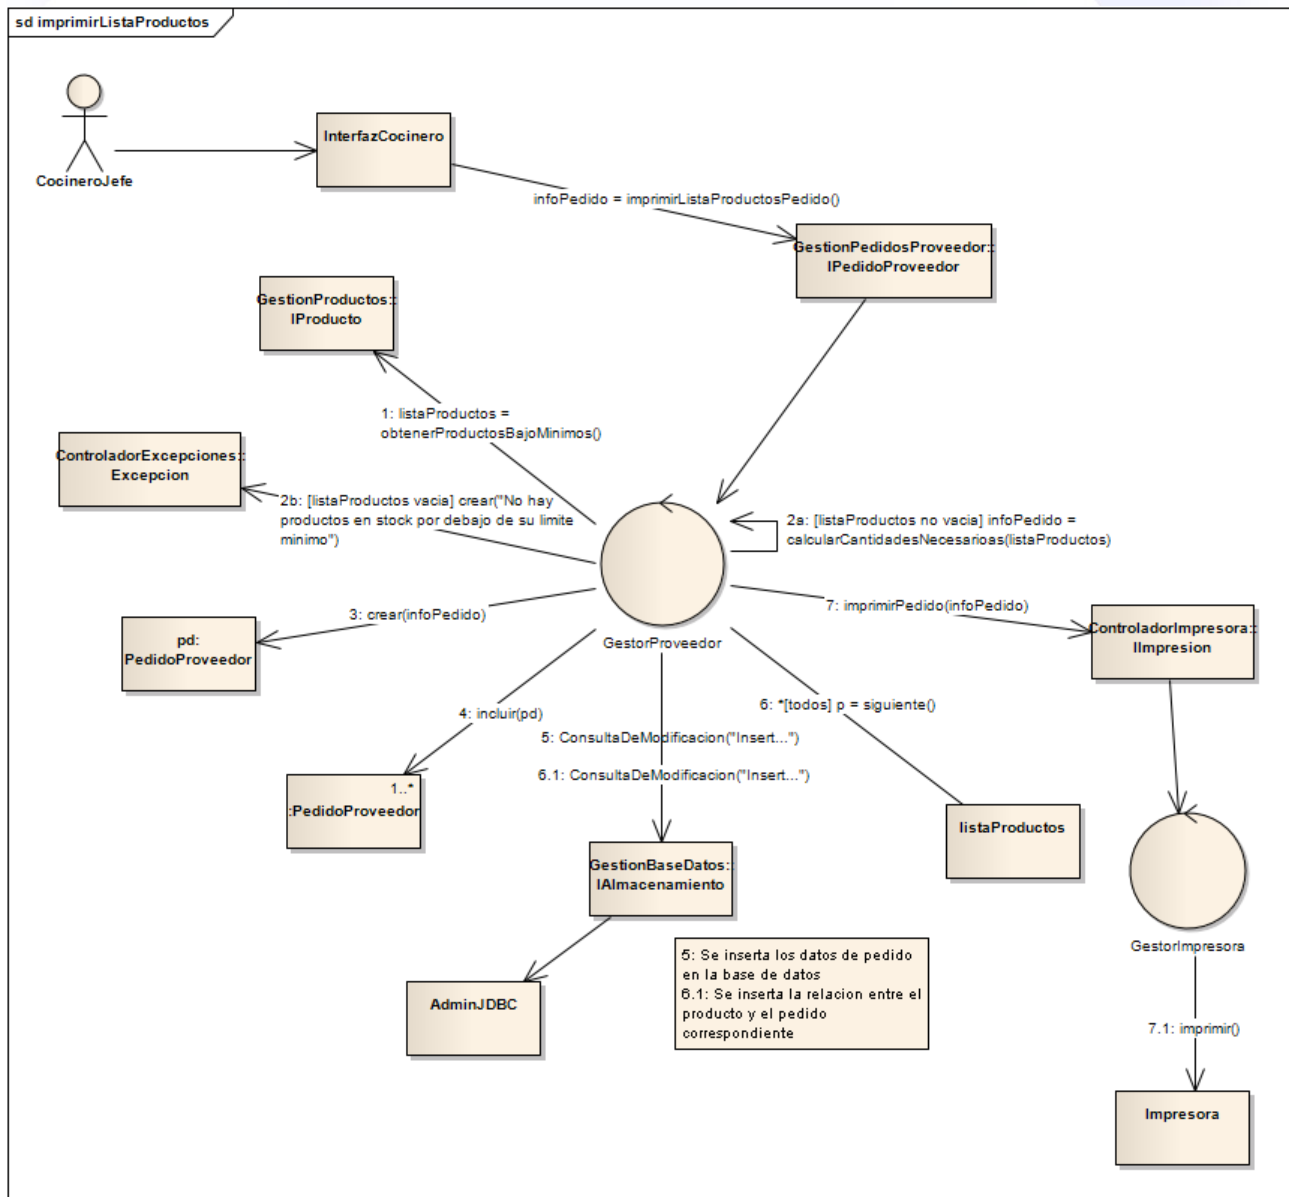 sd imprimirListaProductos
CocineroJefe
InterfazCocinero
infoPedido = imprimirListaProductosPedido()
GestionPedidosProveedor::
IPedidoProveedor
GestionProductos::
IProducto
1: listaProductos =
obtenerProductosBajoMinimos()
ControladorExcepciones::
Excepcion
2b: [listaProductos vacia] crear("No hay
productos en stock por debajo de su limite
minimo")
2a: [listaProductos no vacia] infoPedido =
calcularCantidadesNecesarioas(listaProductos)
3: crear(infoPedido)
7: imprimirPedido(infoPedido)
pd:
PedidoProveedor
GestorProveedor
ControladorImpresora::
IImpresion
4: incluir(pd)
6: *[todos] p = siguiente()
5: ConsultaDeModificacion("Insert...")
6.1: ConsultaDeModificacion("Insert...")
1..*
:PedidoProveedor
listaProductos
GestionBaseDatos::
IAlmacenamiento
GestorImpresora
5: Se inserta los datos de pedido
en la base de datos
6.1: Se inserta la relacion entre el
producto y el pedido
correspondiente
AdminJDBC
7.1: imprimir()
Impresora